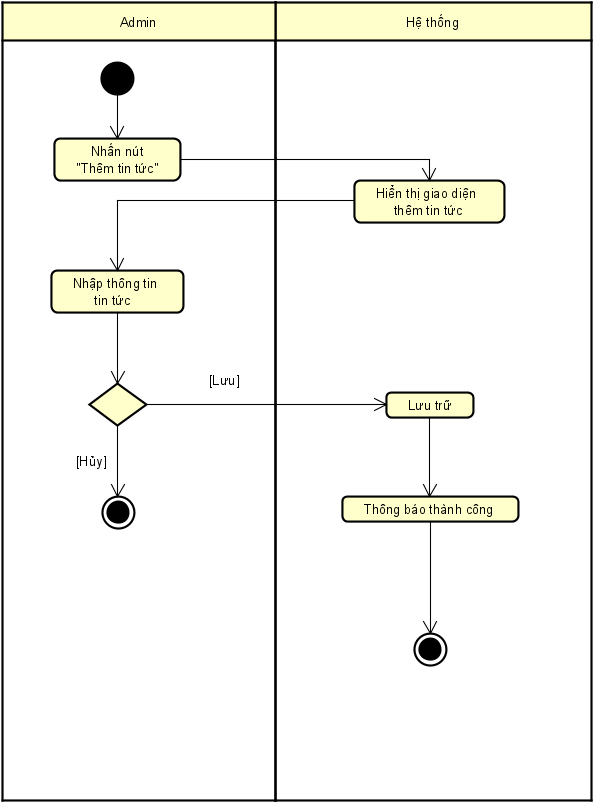 Admin
Hệ thống
Nhấn nút
"Thêm tin tức"
Hiển thị giao diện
thêm tin tức
Nhập thông tin
tin tức
[Lưu]
Lưu trữ
[Hủy]
Thông báo thành công